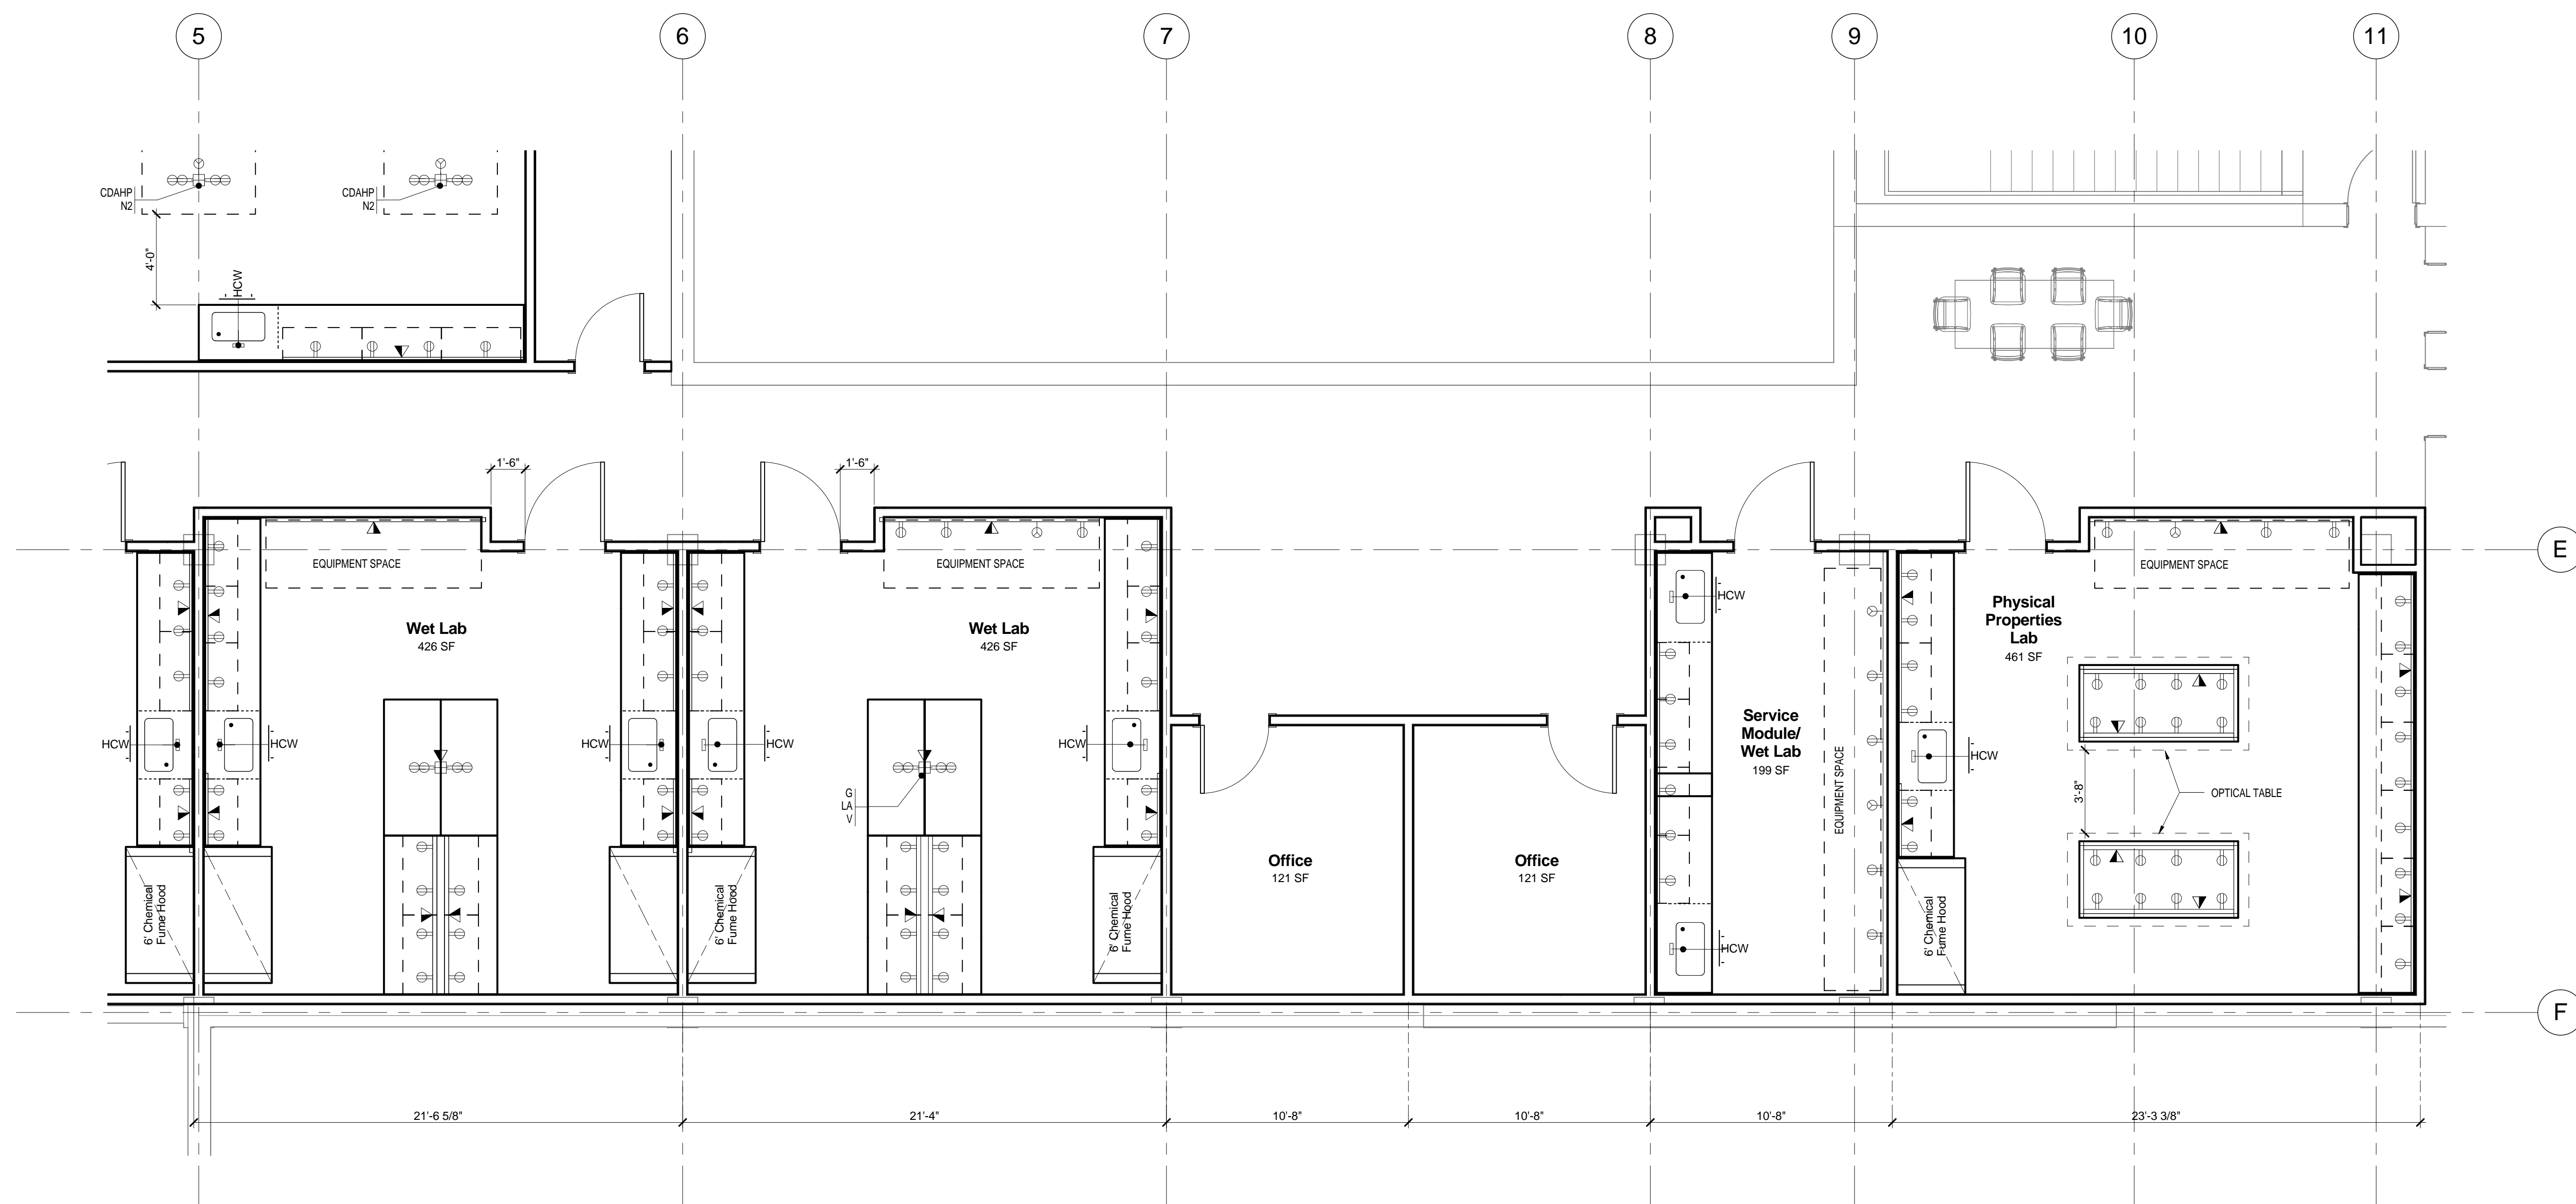 5
6
7
8
9
10
11
CDAHP
N2
CDAHP
N2
4'-0"
HCW
1'-6"
1'-6"
E
EQUIPMENT SPACE
EQUIPMENT SPACE
EQUIPMENT SPACE
HCW
Wet Lab
426 SF
Wet Lab
426 SF
Physical
Properties
Lab
461 SF
Service
Module/
Wet Lab
199 SF
HCW
HCW
HCW
HCW
HCW
HCW
G
LA
V
EQUIPMENT SPACE
3'-8"
OPTICAL TABLE
Office
121 SF
Office
121 SF
6' Chemical
Fume Hood
6' Chemical
Fume Hood
6' Chemical
Fume Hood
6' Chemical
Fume Hood
HCW
F
21'-6 5/8"
21'-4"
10'-8"
10'-8"
10'-8"
23'-3 3/8"